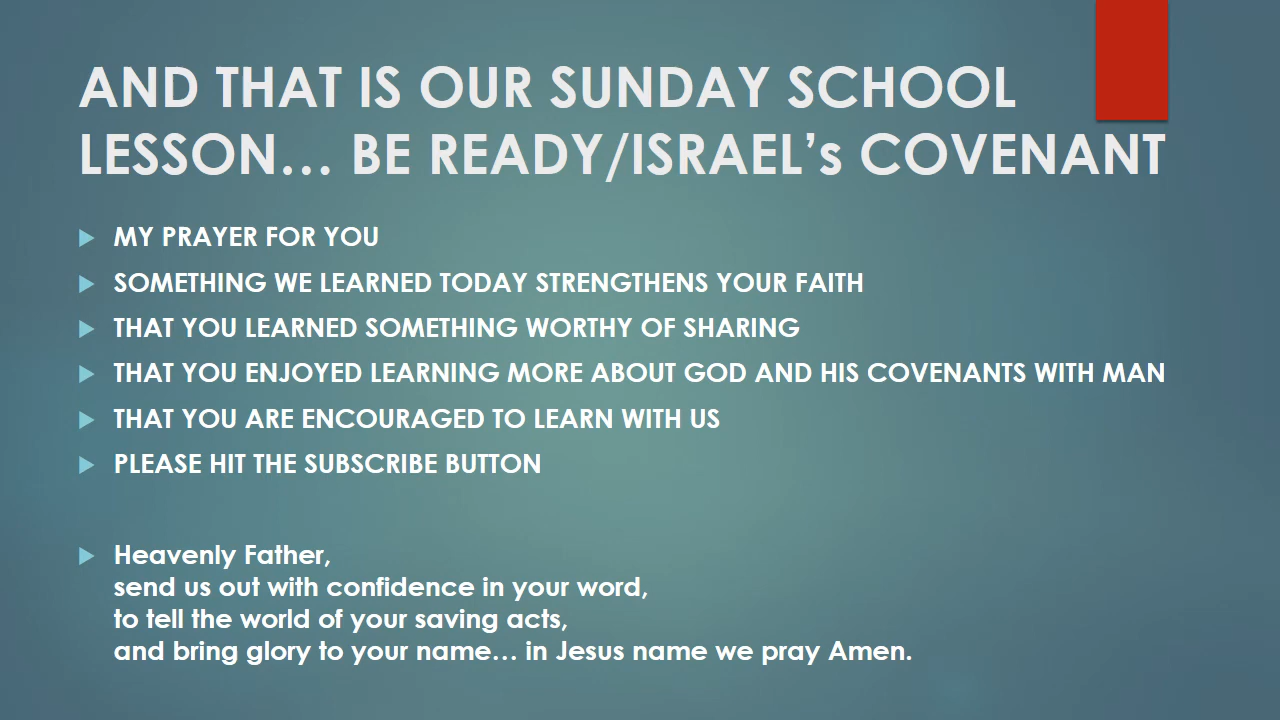 AND THAT IS OUR SUNDAY SCHOOL
LESSON… BE READY/ISRAEL’s COVENANT
MY PRAYER FOR YOU
SOMETHING WE LEARNED TODAY STRENGTHENS YOUR FAITH
THAT YOU LEARNED SOMETHING WORTHY OF SHARING
THAT YOU ENJOYED LEARNING MORE ABOUT GOD AND HIS COVENANTS WITH MAN
THAT YOU ARE ENCOURAGED TO LEARN WITH US
PLEASE HIT THE SUBSCRIBE BUTTON
Heavenly Father,
send us out with confidence in your word,
to tell the world of your saving acts,
and bring glory to your name… in Jesus name we pray Amen.